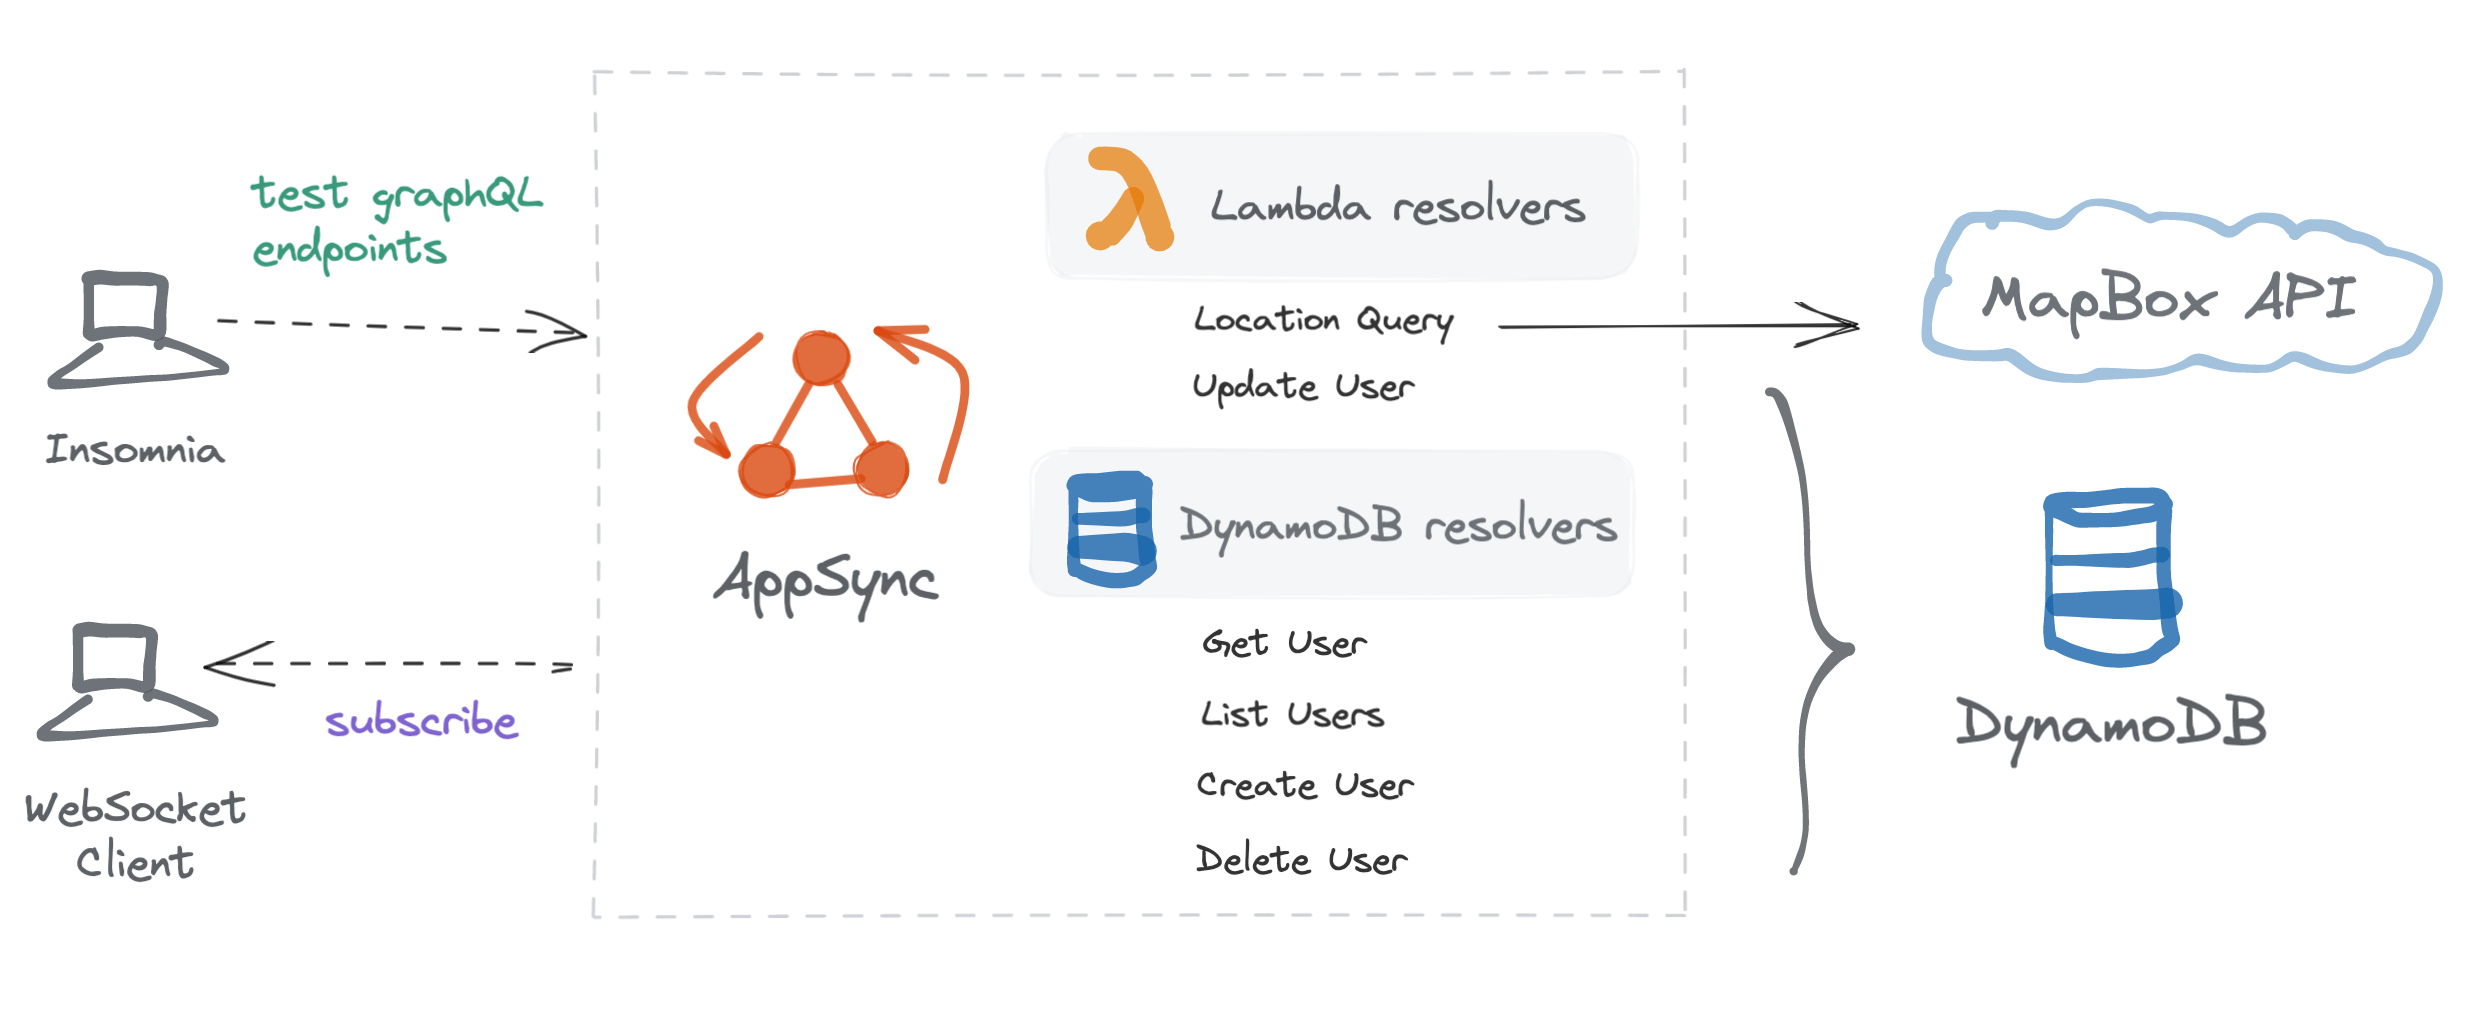 test graphQL
endpoints
Insomnia
subscribe
WebSocket
Client
AppSync
Lambda resolvers
Location Query
Update User
DynamoDB resolvers
Get User
List Users
Create User
Delete User
MapBox API
DynamoDB